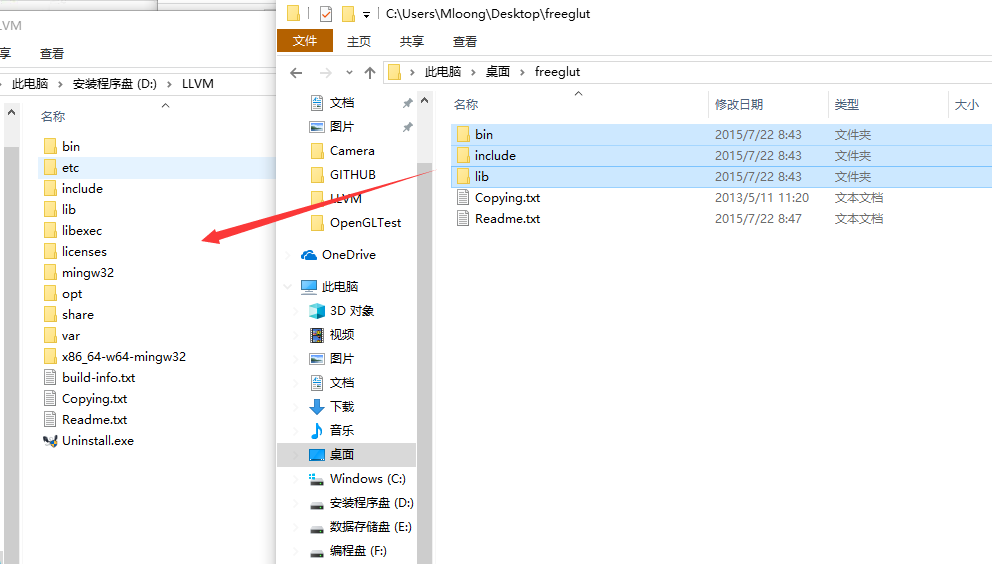 LVM
享
查看
此电脑 > 安装程序盘 (D:) > LLVM
名称
bin
etc
include
lib
libexec
licenses
mingw32
opt
share
var
x86_64-w64-mingw32
build-info.txt
Copying.txt
Readme.txt
Uninstall.exe
C:\Users\Mloong\Desktop\freeglut
文件 主页 共享 查看
此电脑 > 桌面 > freeglut
文档
图片
Camera
GITHUB
LLVM
OpenGLTest
OneDrive
此电脑
3D 对象
视频
图片
文档
下载
音乐
桌面
Windows (C:)
安装程序盘 (D:)
数据存储盘 (E:)
编程盘 (F:)
名称 修改日期 类型 大小
bin 2015/7/22 8:43 文件夹
include 2015/7/22 8:43 文件夹
lib 2015/7/22 8:43 文件夹
Copying.txt 2013/5/11 11:20 文本文档
Readme.txt 2015/7/22 8:47 文本文档